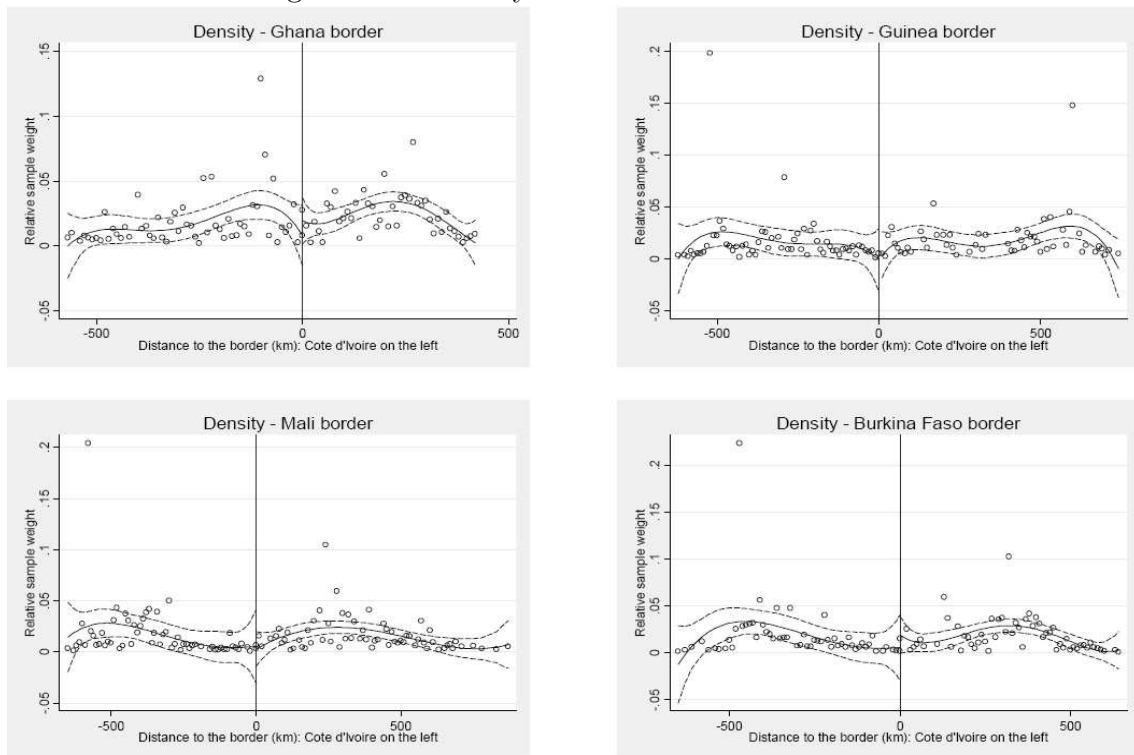 Density - Ghana border
Relative sample weight
.15
.1
.05
0
-.05
-500
0
500
Distance to the border (km): Cote d'Ivoire on the left
Density - Guinea border
Relative sample weight
.2
.15
.1
.05
0
-.05
-500
0
500
Distance to the border (km): Cote d'Ivoire on the left
Density - Mali border
Relative sample weight
.2
.15
.1
.05
0
-.05
-500
0
500
Distance to the border (km): Cote d'Ivoire on the left
Density - Burkina Faso border
Relative sample weight
.2
.15
.1
.05
0
-.05
-500
0
500
Distance to the border (km): Cote d'Ivoire on the left